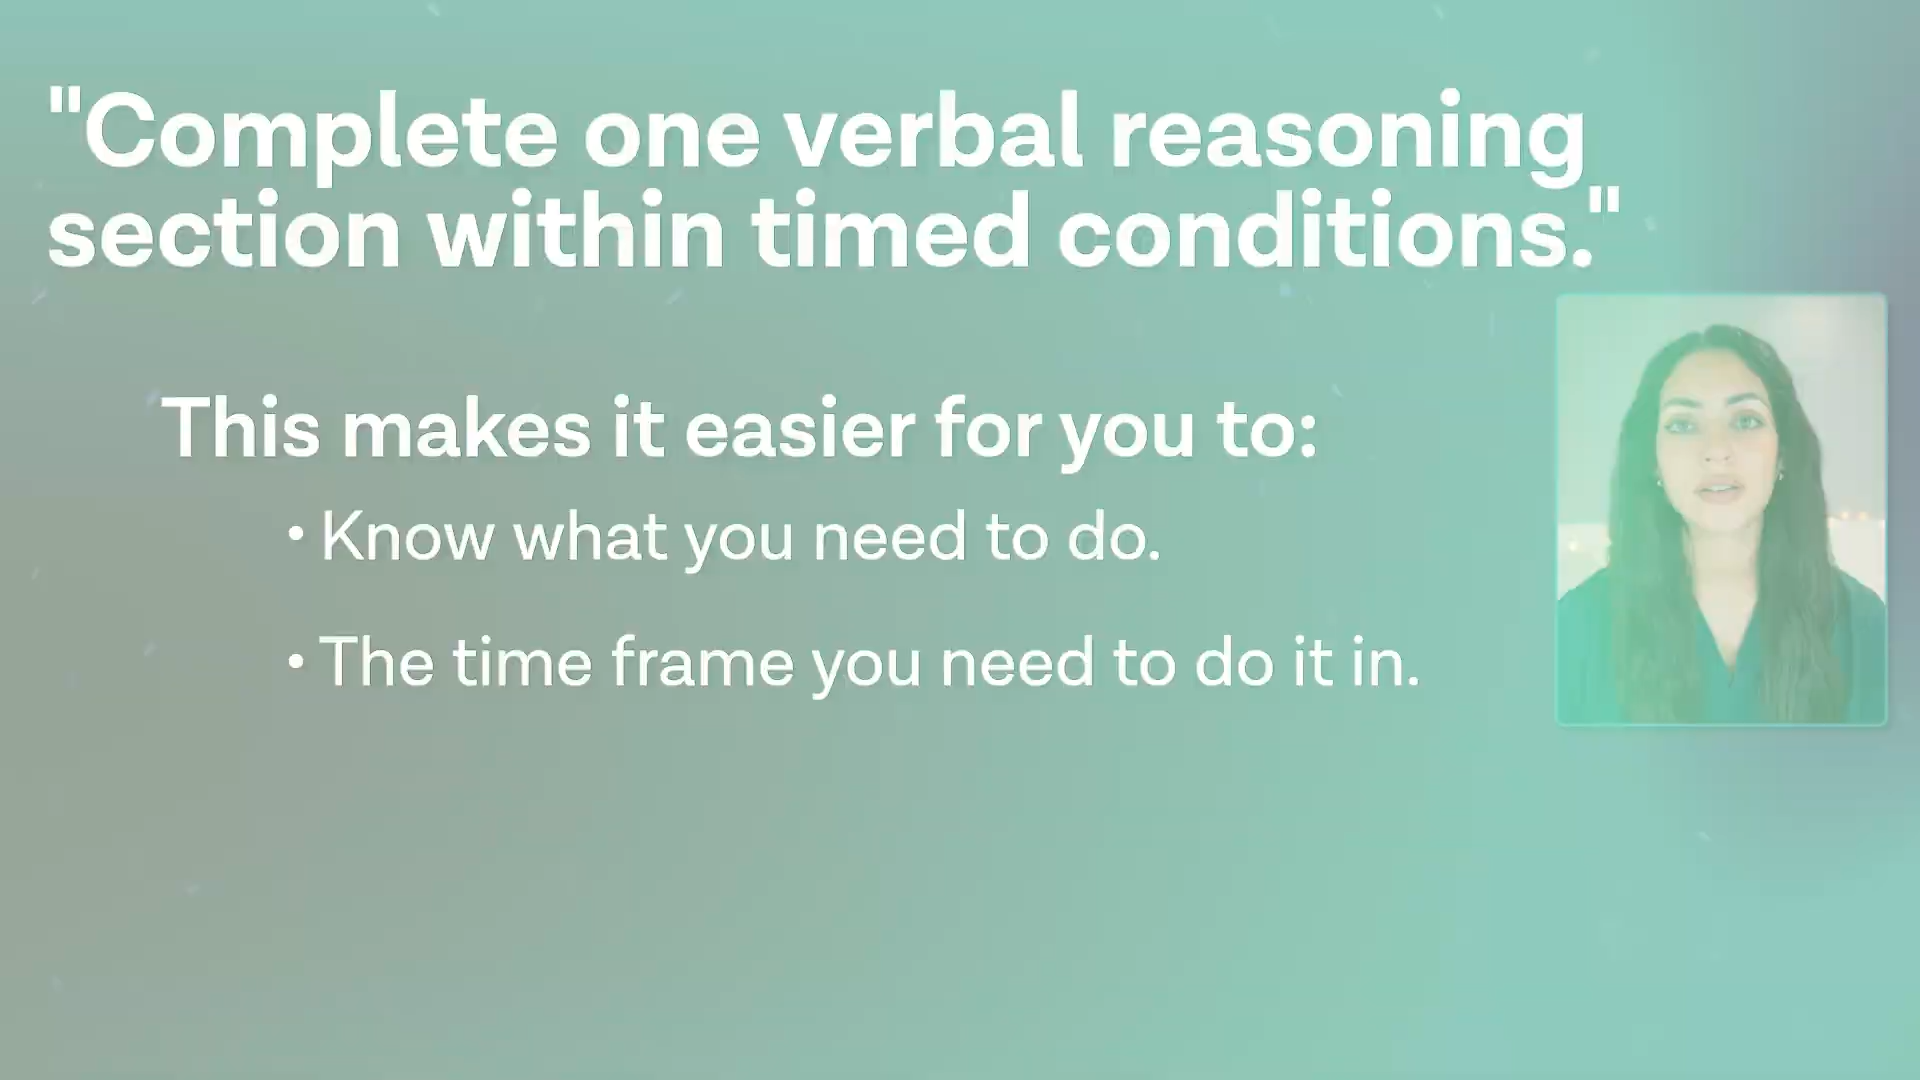 "Complete one verbal reasoning
section within timed conditions."
This makes it easier for you to:
• Know what you need to do.
• The time frame you need to do it in.